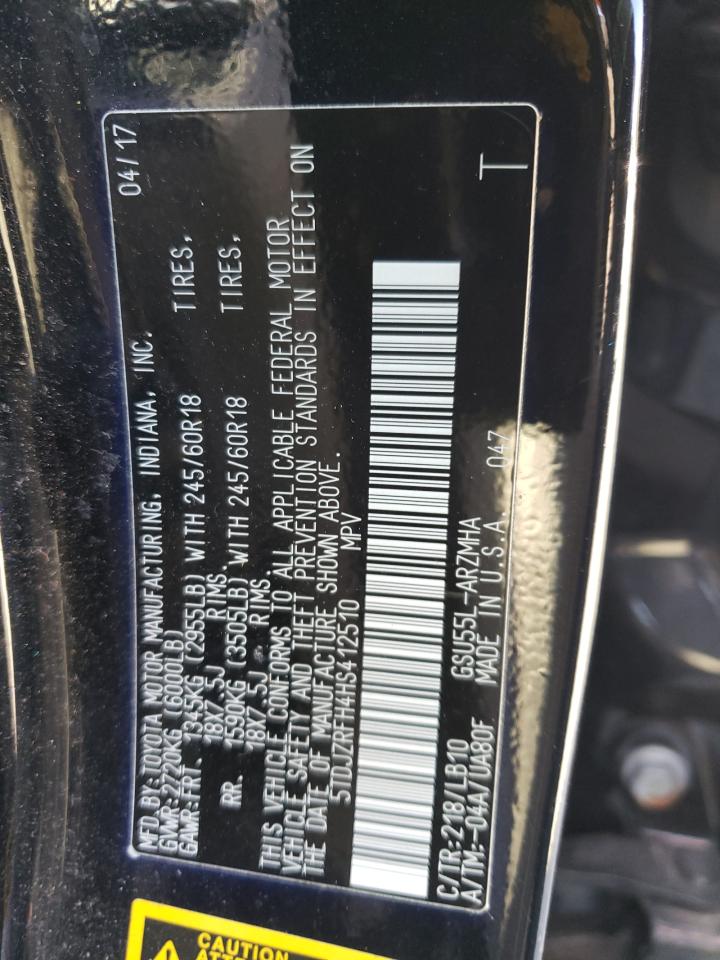 MFD.BY:TOYOTA MOTOR MANUFACTURING, INDIANA, INC. 04/17
GVWR:2720KG (6000LB)
GAWR:FRT. 1345KG (2955LB) WITH 245/60R18 TIRES,
18X7.5J RIMS.
RR. 1590KG (3505LB) WITH 245/60R18 TIRES,
18X7.5J RIMS.
THIS VEHICLE CONFORMS TO ALL APPLICABLE FEDERAL MOTOR
VEHICLE SAFETY AND THEFT PREVENTION STANDARDS IN EFFECT ON
THE DATE OF MANUFACTURE SHOWN ABOVE.
5TDJZRFH4HS412510 MPV
C/TR:218/LB10 GSU55L-ARZMHA
A/TM:-04A/UA80F MADE IN U.S.A. 047 T
CAUTION